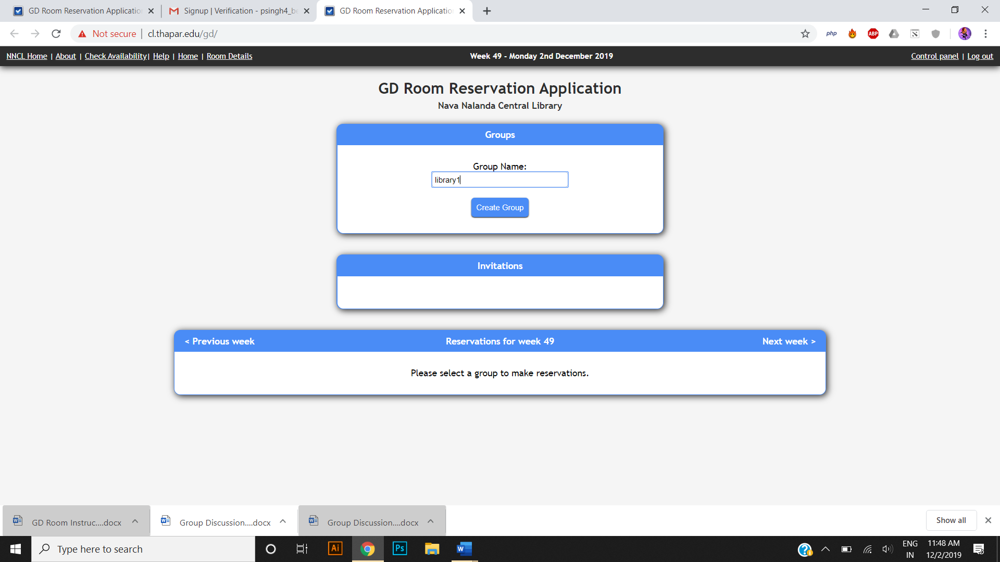 GD Room Reservation Applicatio
Signup | Verification - psingh4_b
GD Room Reservation Applicatio
Not secure | cl.thapar.edu/gd/
php
ABP
NNCL Home | About | Check Availability| Help | Home | Room Details
Week 49 - Monday 2nd December 2019
Control panel | Log out
GD Room Reservation Application
Nava Nalanda Central Library
Groups
Group Name:
library1
Create Group
Invitations
< Previous week
Reservations for week 49
Next week >
Please select a group to make reservations.
GD Room Instruc....docx
Group Discussion....docx
Group Discussion....docx
Show all
Type here to search
Ai
Ps
W
ENG
IN
11:48 AM
12/2/2019